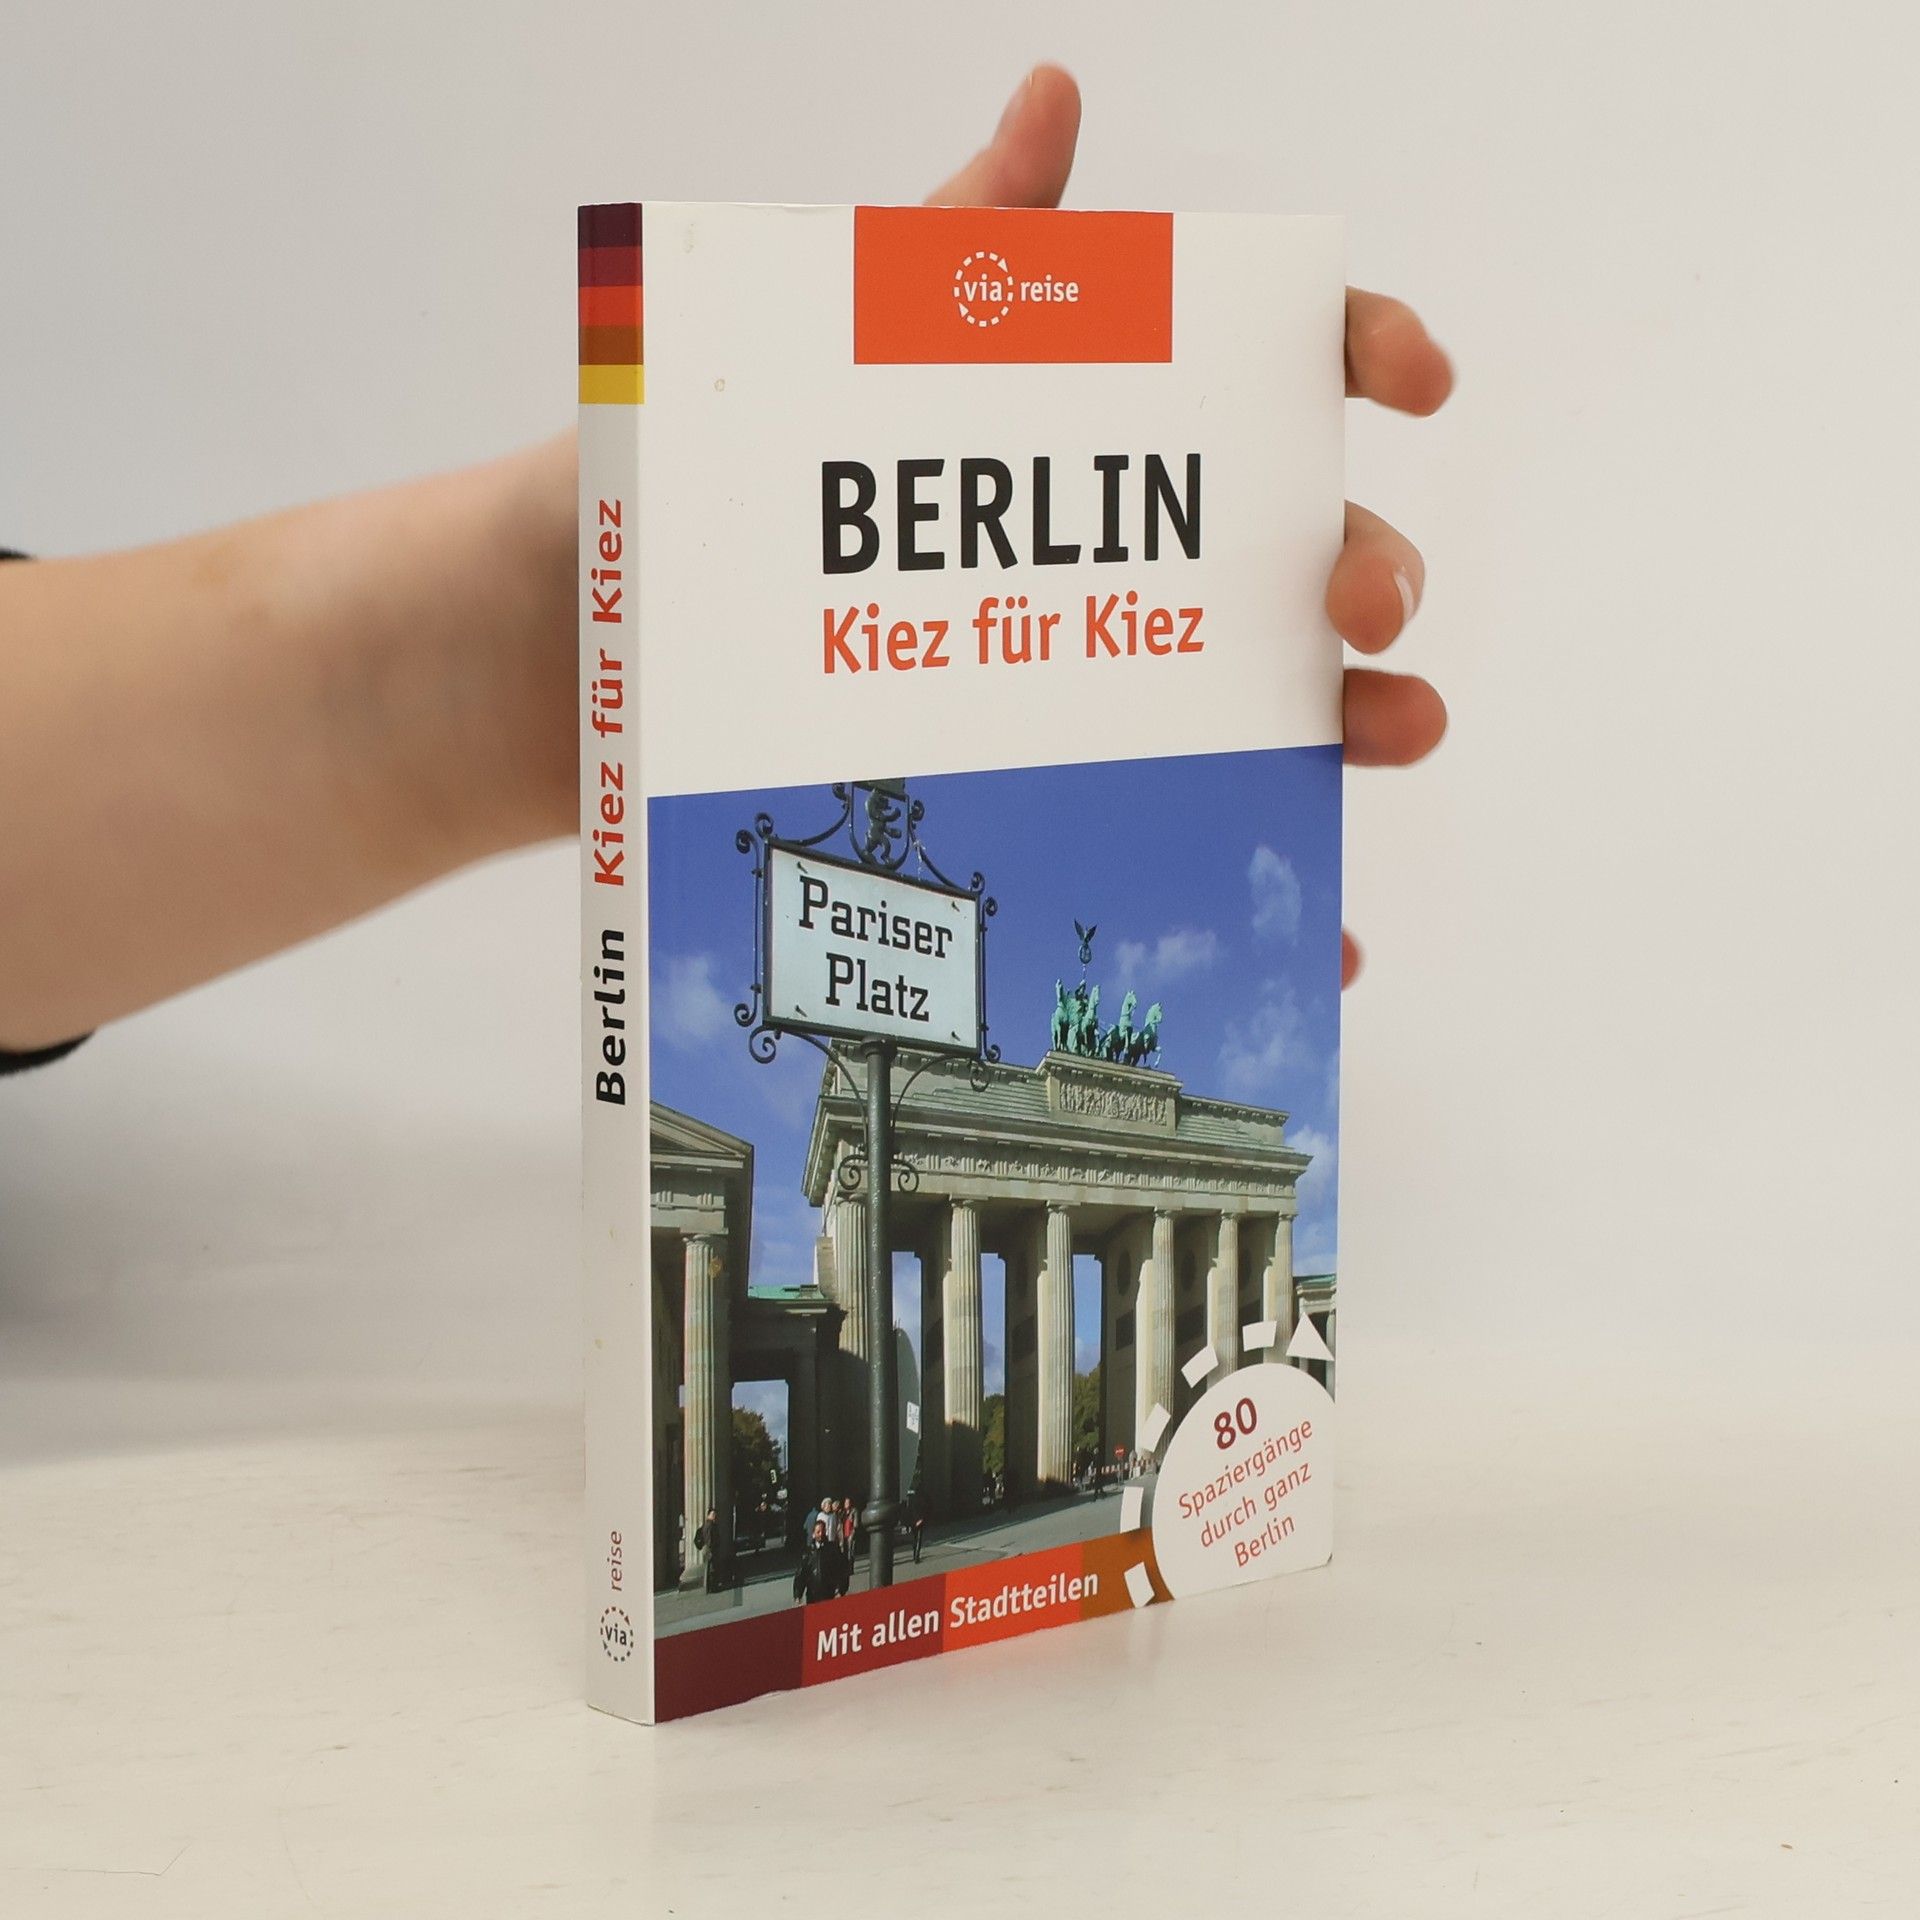 via reise
BERLIN
Kiez für Kiez
Pariser
Platz
80
Spaziergänge
durch ganz
Berlin
Mit allen Stadtteilen
Berlin Kiez für Kiez
via reise